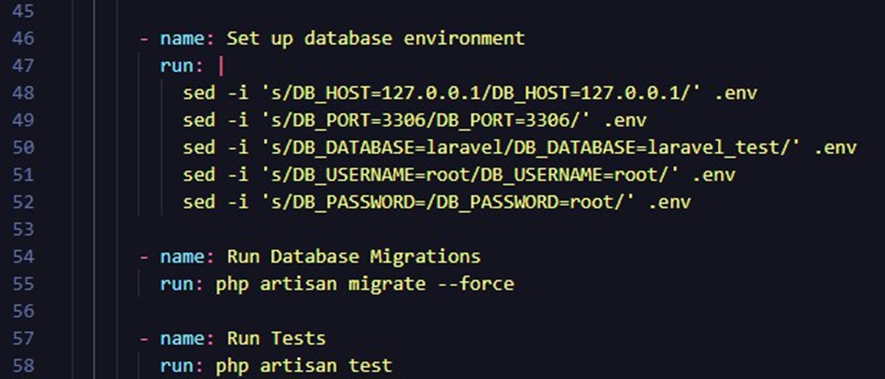 45
46 - name: Set up database environment
47 run: |
48 sed -i 's/DB_HOST=127.0.0.1/DB_HOST=127.0.0.1/' .env
49 sed -i 's/DB_PORT=3306/DB_PORT=3306/' .env
50 sed -i 's/DB_DATABASE=laravel/DB_DATABASE=laravel_test/' .env
51 sed -i 's/DB_USERNAME=root/DB_USERNAME=root/' .env
52 sed -i 's/DB_PASSWORD=/DB_PASSWORD=root/' .env
53
54 - name: Run Database Migrations
55 run: php artisan migrate --force
56
57 - name: Run Tests
58 run: php artisan test